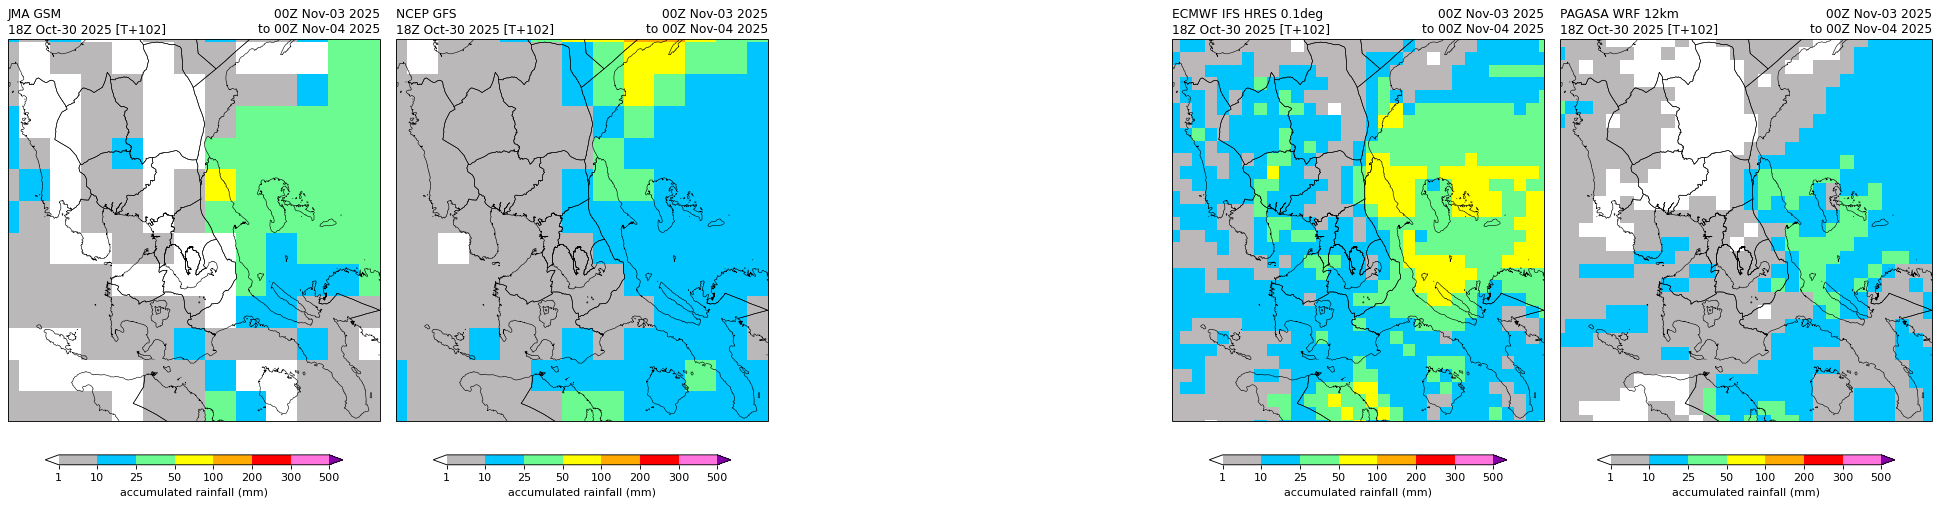 JMA GSM 00Z Nov-03 2025
18Z Oct-30 2025 [T+102] to 00Z Nov-04 2025
1 10 25 50 100 200 300 500
accumulated rainfall (mm)
NCEP GFS 00Z Nov-03 2025
18Z Oct-30 2025 [T+102] to 00Z Nov-04 2025
1 10 25 50 100 200 300 500
accumulated rainfall (mm)
ECMWF IFS HRES 0.1deg 00Z Nov-03 2025
18Z Oct-30 2025 [T+102] to 00Z Nov-04 2025
1 10 25 50 100 200 300 500
accumulated rainfall (mm)
PAGASA WRF 12km 00Z Nov-03 2025
18Z Oct-30 2025 [T+102] to 00Z Nov-04 2025
1 10 25 50 100 200 300 500
accumulated rainfall (mm)